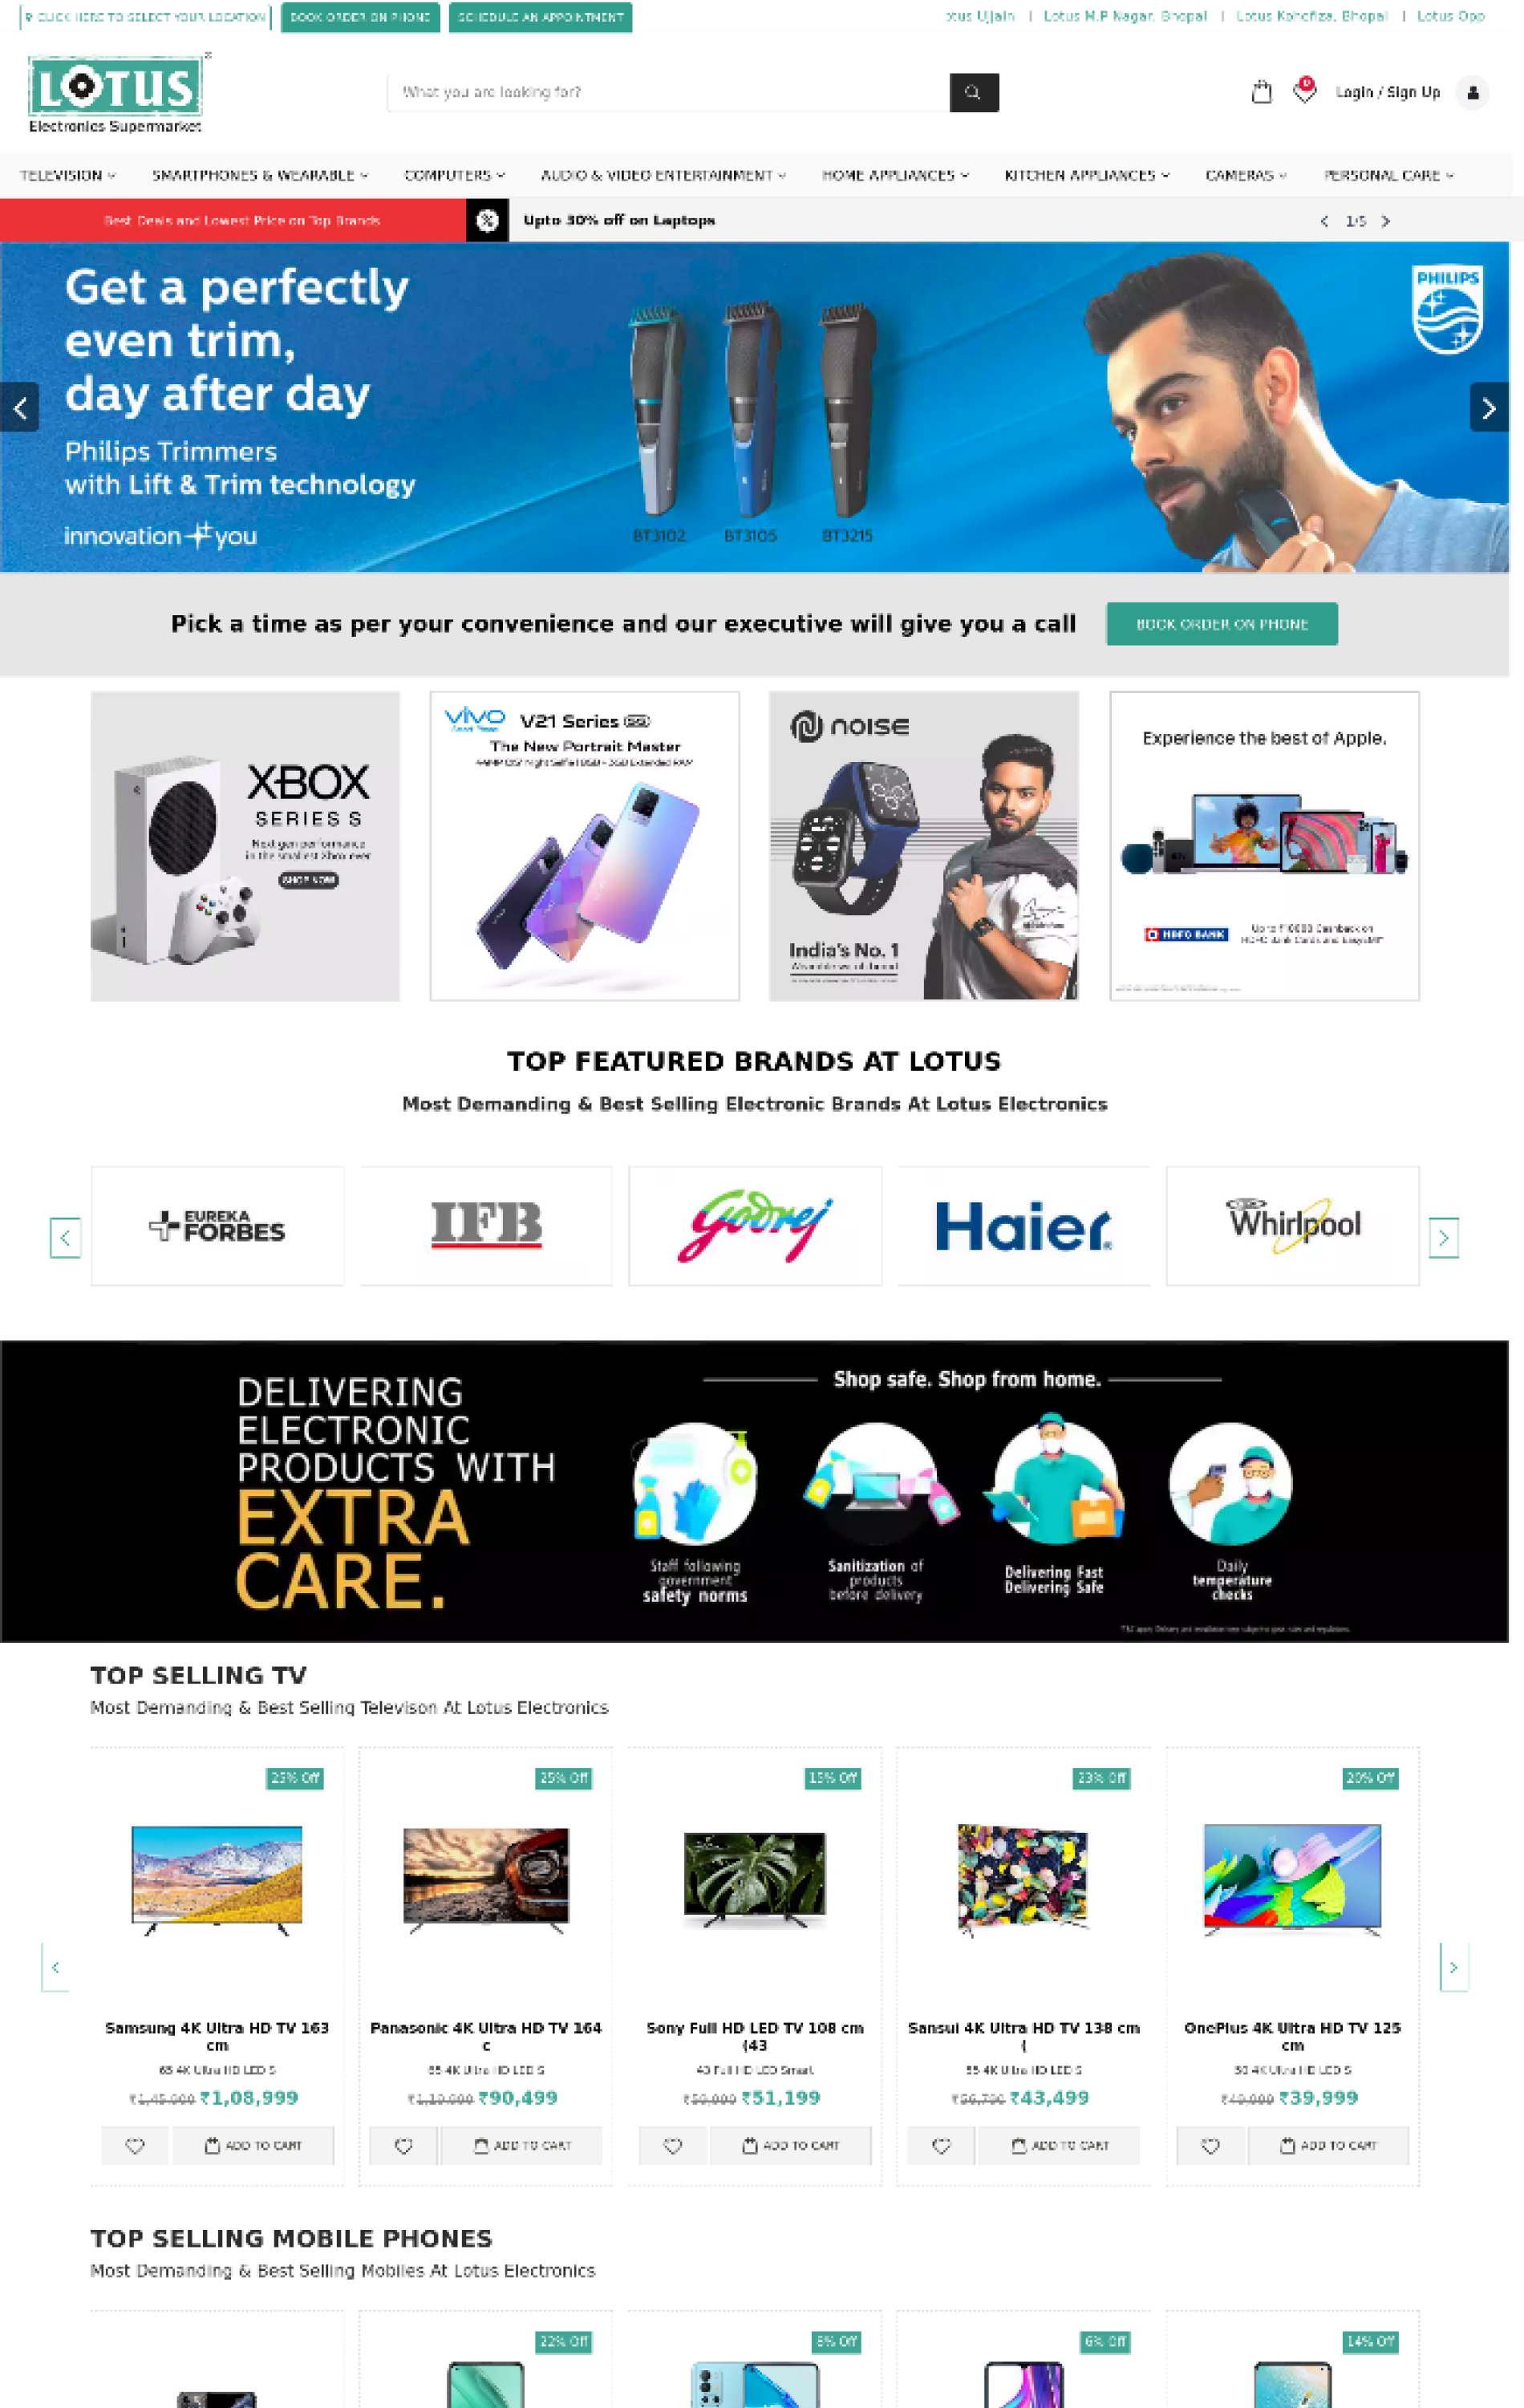 CLICK HERE TO SELECT YOUR LOCATION
BOOK ORDER ON PHONE
SCHEDULE AN APPOINTMENT
otus Ujjain | Lotus M.P Nagar, Bhopal | Lotus Kohefiza, Bhopal | Lotus Opp
LOTUS
Electronics Supermarket
What you are looking for?
0
Login / Sign Up
TELEVISION
SMARTPHONES & WEARABLE
COMPUTERS
AUDIO & VIDEO ENTERTAINMENT
HOME APPLIANCES
KITCHEN APPLIANCES
CAMERAS
PERSONAL CARE
Best Deals and Lowest Price on Top Brands
Upto 30% off on Laptops
1/5
Get a perfectly
even trim,
day after day
Philips Trimmers
with Lift & Trim technology
innovation you
BT3102
BT3105
BT3215
PHILIPS
Pick a time as per your convenience and our executive will give you a call
BOOK ORDER ON PHONE
XBOX
SERIES S
Next gen performance
in the smallest Xbox ever
SHOP NOW
vivo
V21 Series 5G
The New Portrait Master
noise
India's No. 1
Experience the best of Apple.
HDFC BANK
Up to ₹10000 Cashback on
HDFC Bank Cards and EasyEMI
TOP FEATURED BRANDS AT LOTUS
Most Demanding & Best Selling Electronic Brands At Lotus Electronics
EUREKA
FORBES
IFB
Godrej
Haier
Whirlpool
DELIVERING
ELECTRONIC
PRODUCTS WITH
EXTRA
CARE.
Shop safe. Shop from home.
Staff following
government
safety norms
Sanitization of
products
before delivery
Delivering Fast
Delivering Safe
Daily
temperature
checks
TOP SELLING TV
Most Demanding & Best Selling Televison At Lotus Electronics
25% Off
25% Off
15% Off
23% Off
20% Off
Samsung 4K Ultra HD TV 163
cm
65 4K Ultra HD LED S
₹1,08,999
ADD TO CART
Panasonic 4K Ultra HD TV 164
c
65 4K Ultra HD LED S
₹90,499
ADD TO CART
Sony Full HD LED TV 108 cm
(43
43 Full HD LED Smart
₹51,199
ADD TO CART
Sansui 4K Ultra HD TV 138 cm
(
55 4K Ultra HD LED S
₹43,499
ADD TO CART
OnePlus 4K Ultra HD TV 125
cm
50 4K Ultra HD LED S
₹39,999
ADD TO CART
TOP SELLING MOBILE PHONES
Most Demanding & Best Selling Mobiles At Lotus Electronics
22% Off
8% Off
6% Off
14% Off